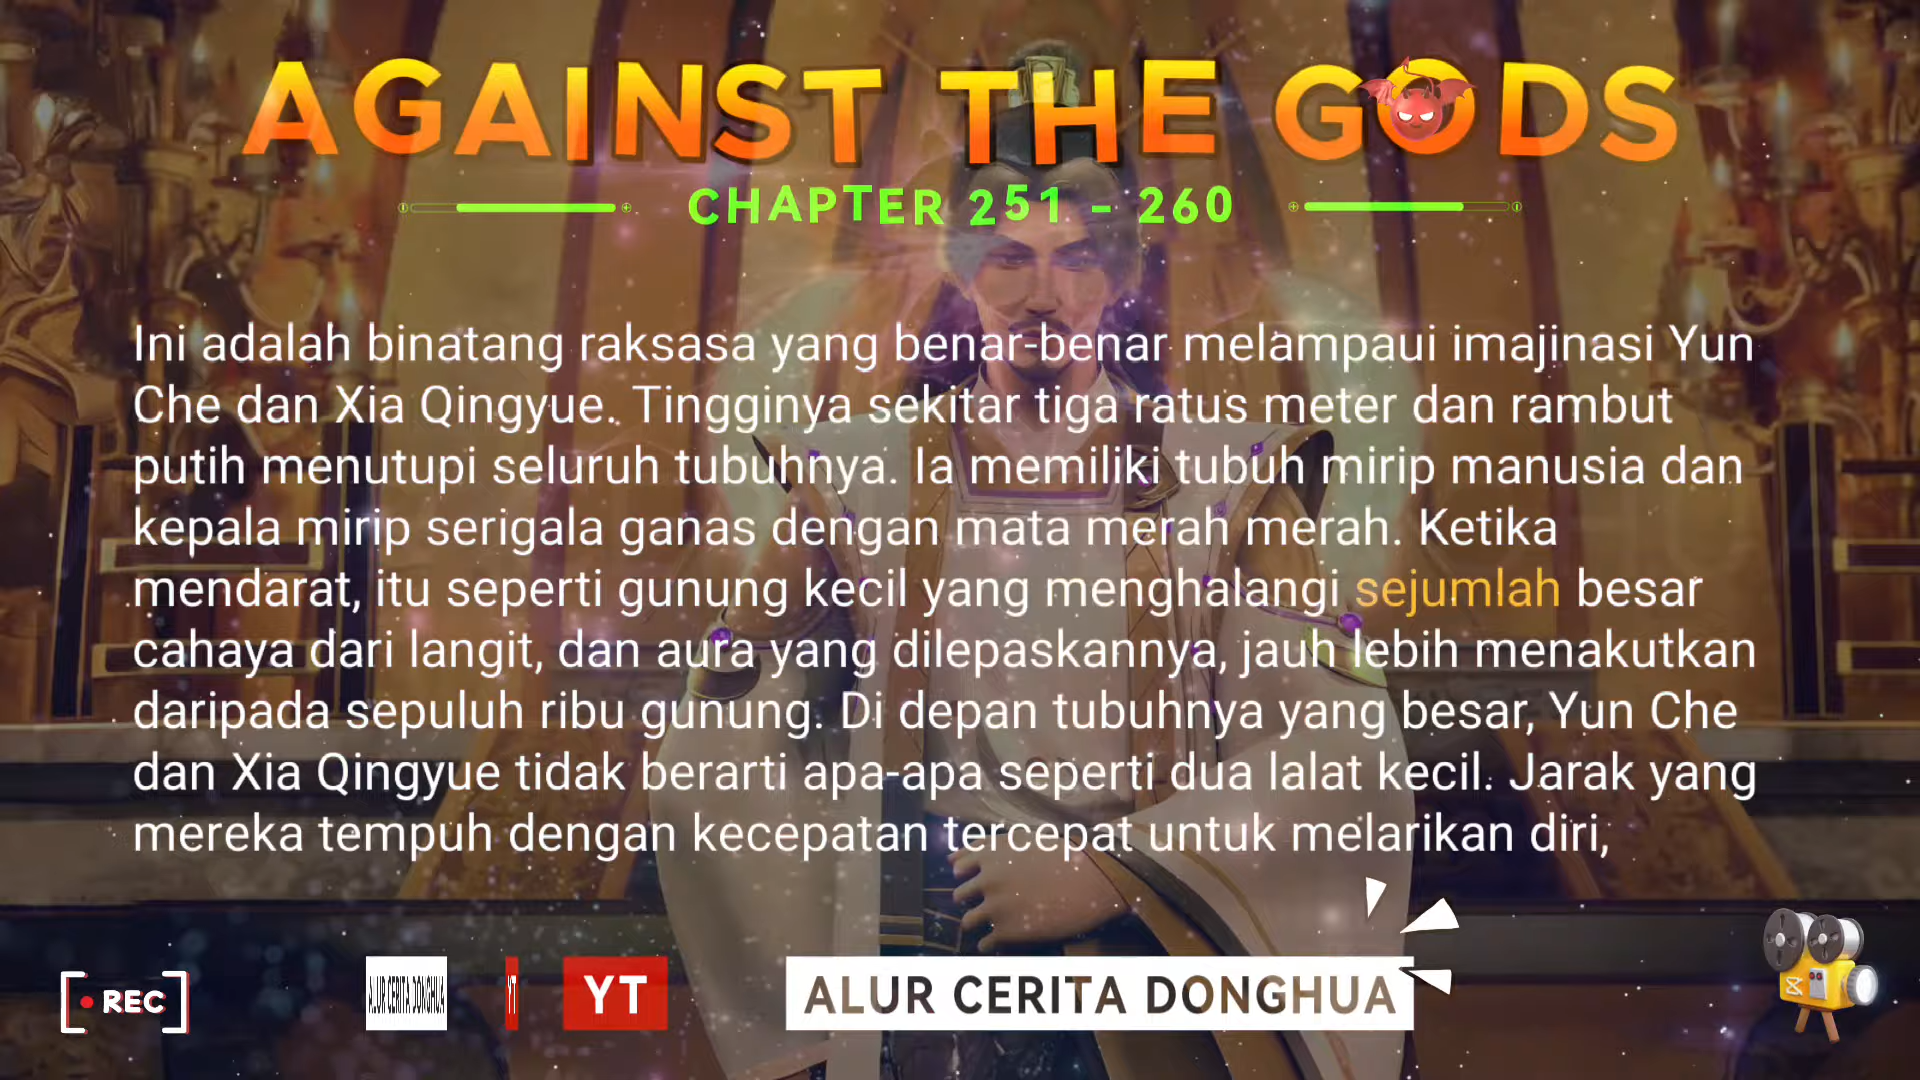 AGAINST THE GODS
CHAPTER 251 - 260
Ini adalah binatang raksasa yang benar-benar melampaui imajinasi Yun
Che dan Xia Qingyue. Tingginya sekitar tiga ratus meter dan rambut
putih menutupi seluruh tubuhnya. Ia memiliki tubuh mirip manusia dan
kepala mirip serigala ganas dengan mata merah merah. Ketika
mendarat, itu seperti gunung kecil yang menghalangi sejumlah besar
cahaya dari langit, dan aura yang dilepaskannya, jauh lebih menakutkan
daripada sepuluh ribu gunung. Di depan tubuhnya yang besar, Yun Che
dan Xia Qingyue tidak berarti apa-apa seperti dua lalat kecil. Jarak yang
mereka tempuh dengan kecepatan tercepat untuk melarikan diri,
REC
ALUR CERITA DONGHUA
YT
YT
ALUR CERITA DONGHUA